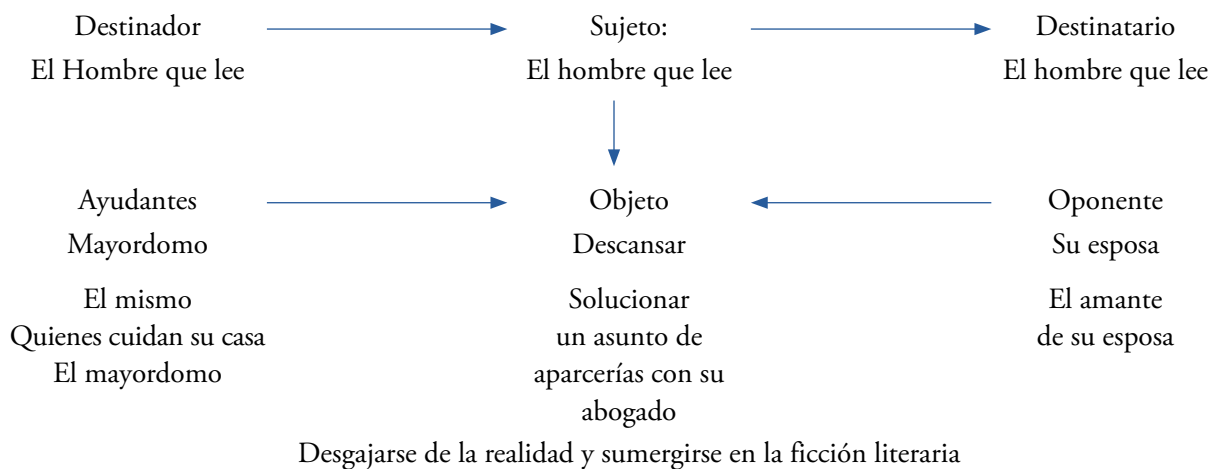 Destinador
Sujeto:
Destinatario
El Hombre que lee
El hombre que lee
El hombre que lee
Ayudantes
Objeto
Oponente
Mayordomo
Descansar
Su esposa
El mismo
Quienes cuidan su casa
El mayordomo
Solucionar
un asunto de
aparcerías con su
abogado
El amante
de su esposa
Desgajarse de la realidad y sumergirse en la ficción literaria